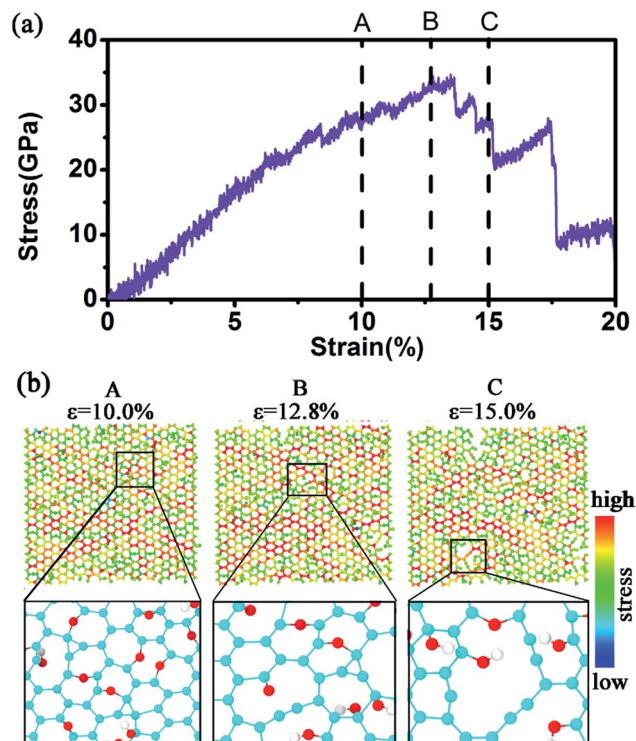 (a)
A B C
40
30
20
10
0
Stress(GPa)
0 5 10 15 20
Strain(%)
(b)
A B C
ε=10.0% ε=12.8% ε=15.0%
high
stress
low